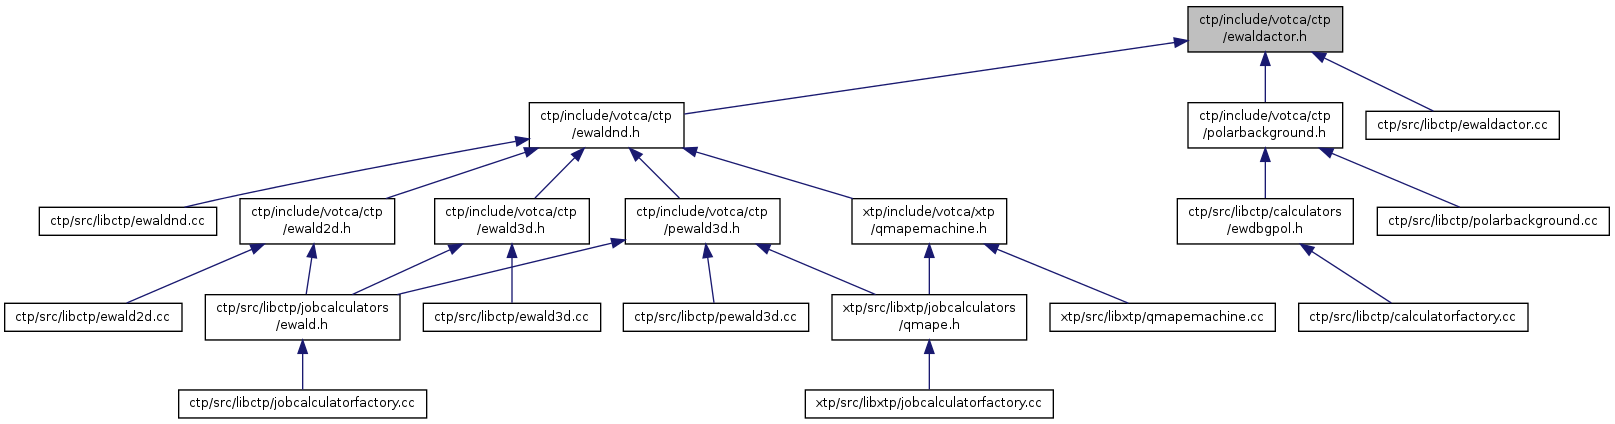 ctp/include/votca/ctp
/ewaldactor.h
ctp/include/votca/ctp
/ewaldnd.h
ctp/include/votca/ctp
/polarbackground.h
ctp/src/libctp/ewaldactor.cc
ctp/src/libctp/ewaldnd.cc
ctp/include/votca/ctp
/ewald2d.h
ctp/include/votca/ctp
/ewald3d.h
ctp/include/votca/ctp
/pewald3d.h
xtp/include/votca/xtp
/qmapemachine.h
ctp/src/libctp/calculators
/ewdbgpol.h
ctp/src/libctp/polarbackground.cc
ctp/src/libctp/ewald2d.cc
ctp/src/libctp/jobcalculators
/ewald.h
ctp/src/libctp/ewald3d.cc
ctp/src/libctp/pewald3d.cc
xtp/src/libxtp/jobcalculators
/qmape.h
xtp/src/libxtp/qmapemachine.cc
ctp/src/libctp/calculatorfactory.cc
ctp/src/libctp/jobcalculatorfactory.cc
xtp/src/libxtp/jobcalculatorfactory.cc